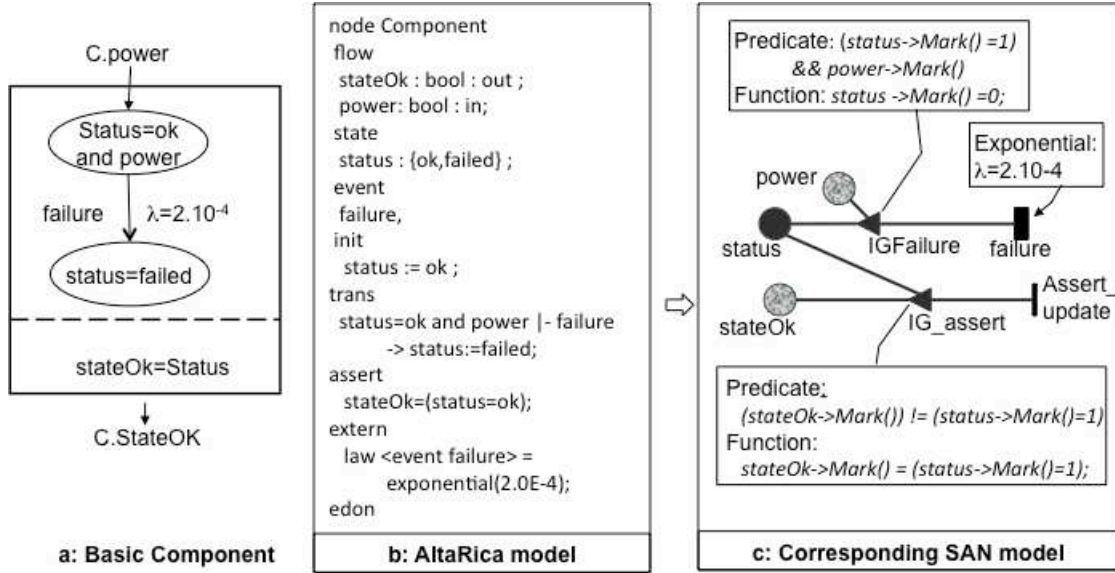 C.power
Status=ok
and power
failure λ=2.10⁻⁴
status=failed
stateOk=Status
C.StateOK
a: Basic Component
node Component
flow
stateOk : bool : out ;
power: bool : in;
state
status : {ok,failed} ;
event
failure,
init
status := ok ;
trans
status=ok and power |- failure
-> status:=failed;
assert
stateOk=(status=ok);
extern
law <event failure> =
exponential(2.0E-4);
edon
b: AltaRica model
Predicate: (status->Mark() =1)
&& power->Mark()
Function: status ->Mark() =0;
Exponential:
λ=2.10-4
power
status
IGFailure
failure
stateOk
IG_assert
Assert_
update
Predicate:
(stateOk->Mark()) != (status->Mark()=1)
Function:
stateOk->Mark() = (status->Mark()=1);
c: Corresponding SAN model